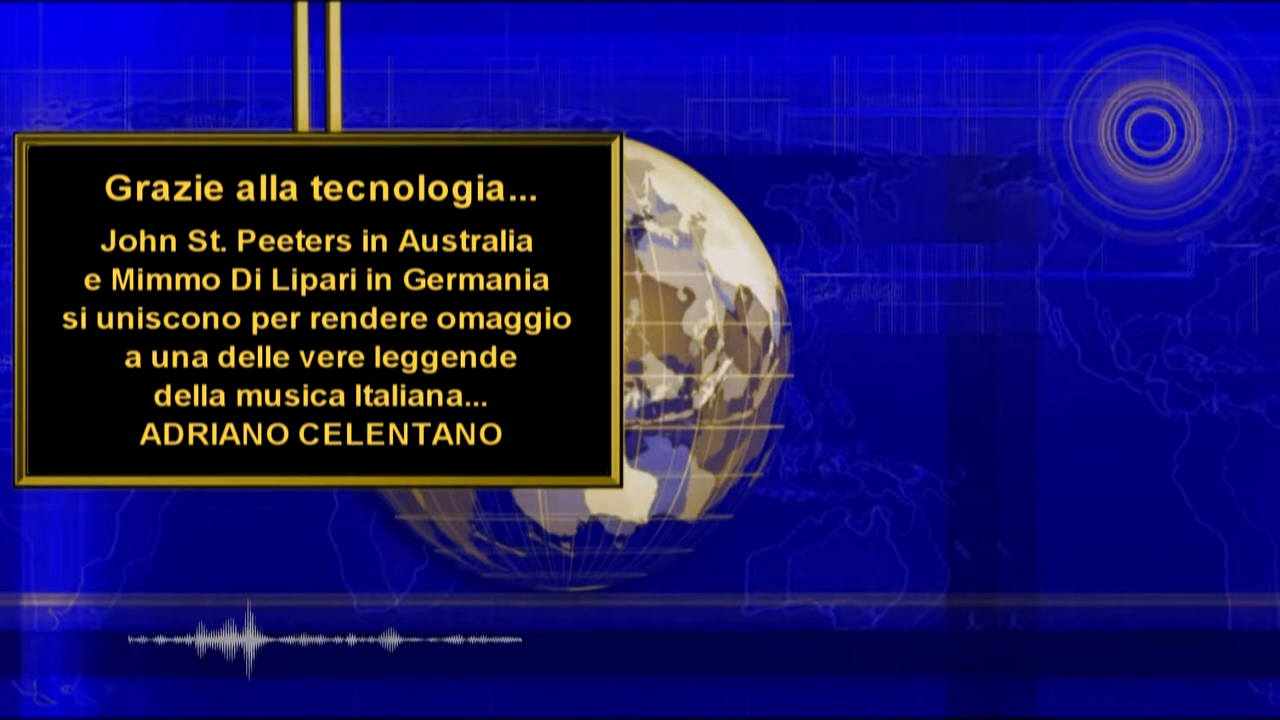 Grazie alla tecnologia...
John St. Peeters in Australia
e Mimmo Di Lipari in Germania
si uniscono per rendere omaggio
a una delle vere leggende
della musica Italiana...
ADRIANO CELENTANO